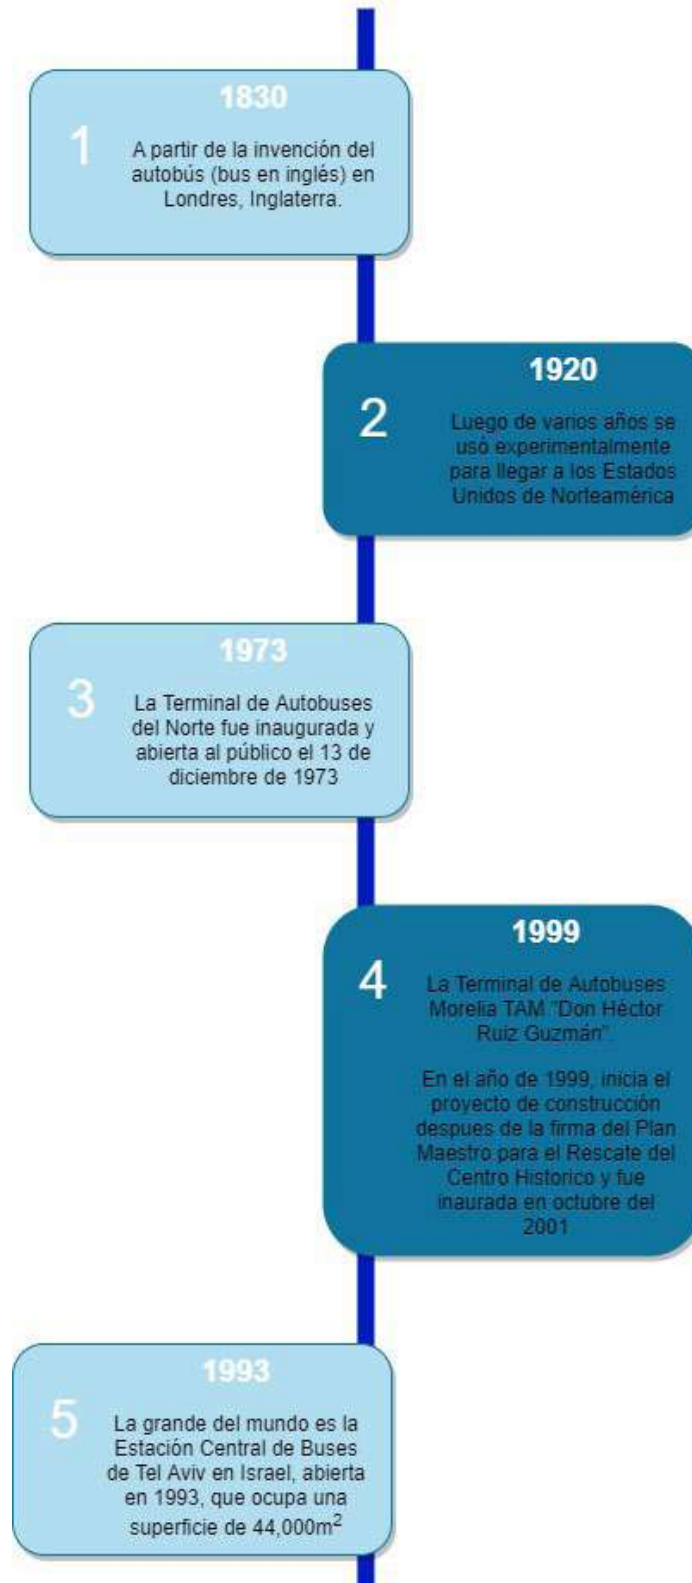 1830
1
A partir de la invención del
autobús (bus en inglés) en
Londres, Inglaterra.
1920
2
Luego de varios años se
usó experimentalmente
para llegar a los Estados
Unidos de Norteamérica
1973
3
La Terminal de Autobuses
del Norte fue inaugurada y
abierta al público el 13 de
diciembre de 1973
1999
4
La Terminal de Autobuses
Morelia TAM "Don Héctor
Ruiz Guzmán".
En el año de 1999, inicia el
proyecto de construcción
despues de la firma del Plan
Maestro para el Rescate del
Centro Historico y fue
inaurada en octubre del
2001
1993
5
La grande del mundo es la
Estación Central de Buses
de Tel Aviv en Israel, abierta
en 1993, que ocupa una
superficie de 44,000m²